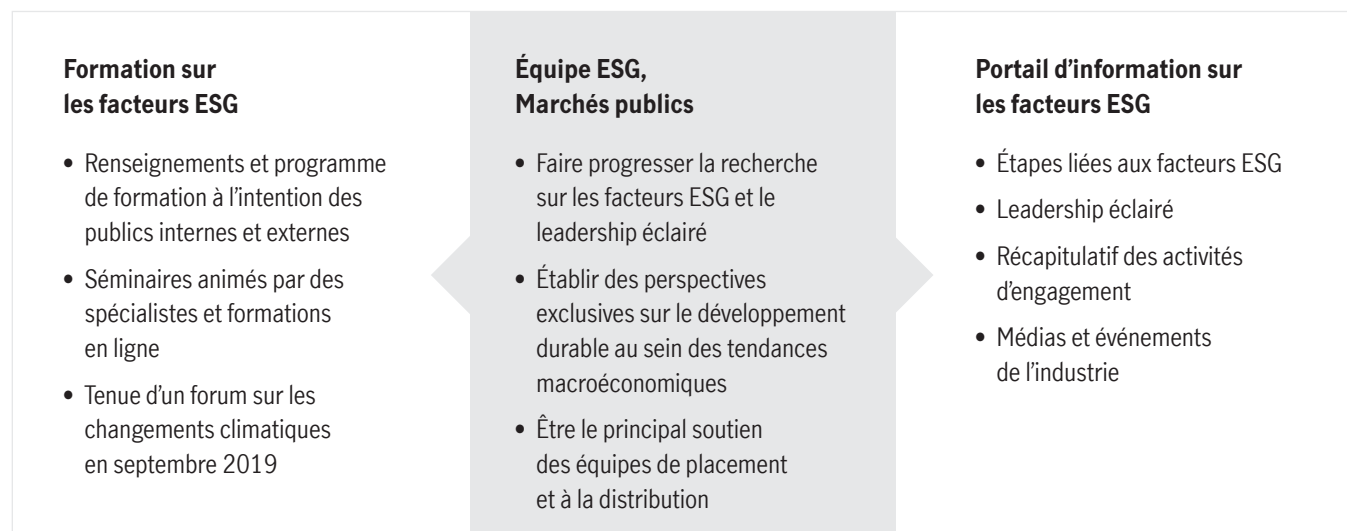 Formation sur
les facteurs ESG
• Renseignements et programme
de formation à l’intention des
publics internes et externes
• Séminaires animés par des
spécialistes et formations
en ligne
• Tenue d’un forum sur les
changements climatiques
en septembre 2019
Équipe ESG,
Marchés publics
• Faire progresser la recherche
sur les facteurs ESG et le
leadership éclairé
• Établir des perspectives
exclusives sur le développement
durable au sein des tendances
macroéconomiques
• Être le principal soutien
des équipes de placement
et à la distribution
Portail d’information sur
les facteurs ESG
• Étapes liées aux facteurs ESG
• Leadership éclairé
• Récapitulatif des activités
d’engagement
• Médias et événements
de l’industrie